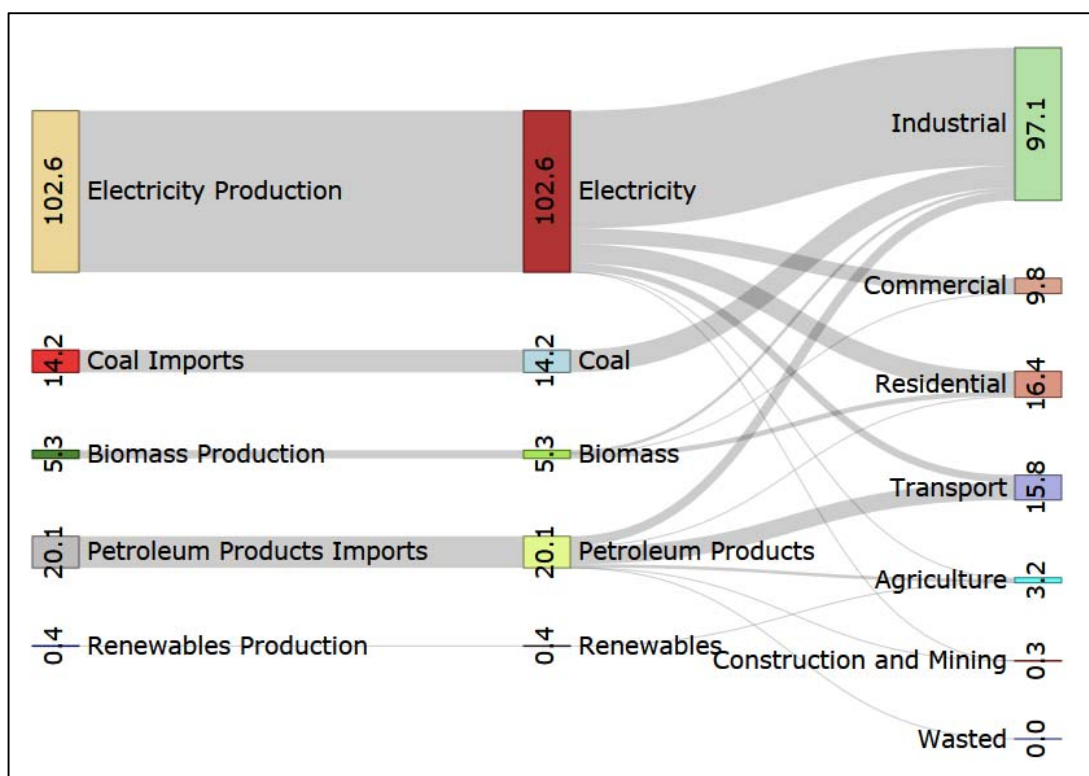 102.6 Electricity Production
14.2 Coal Imports
5.3 Biomass Production
20.1 Petroleum Products Imports
0.4 Renewables Production
102.6 Electricity
14.2 Coal
5.3 Biomass
20.1 Petroleum Products
0.4 Renewables
Industrial 97.1
Commercial 9.8
Residential 16.4
Transport 15.8
Agriculture 3.2
Construction and Mining 0.3
Wasted 0.0